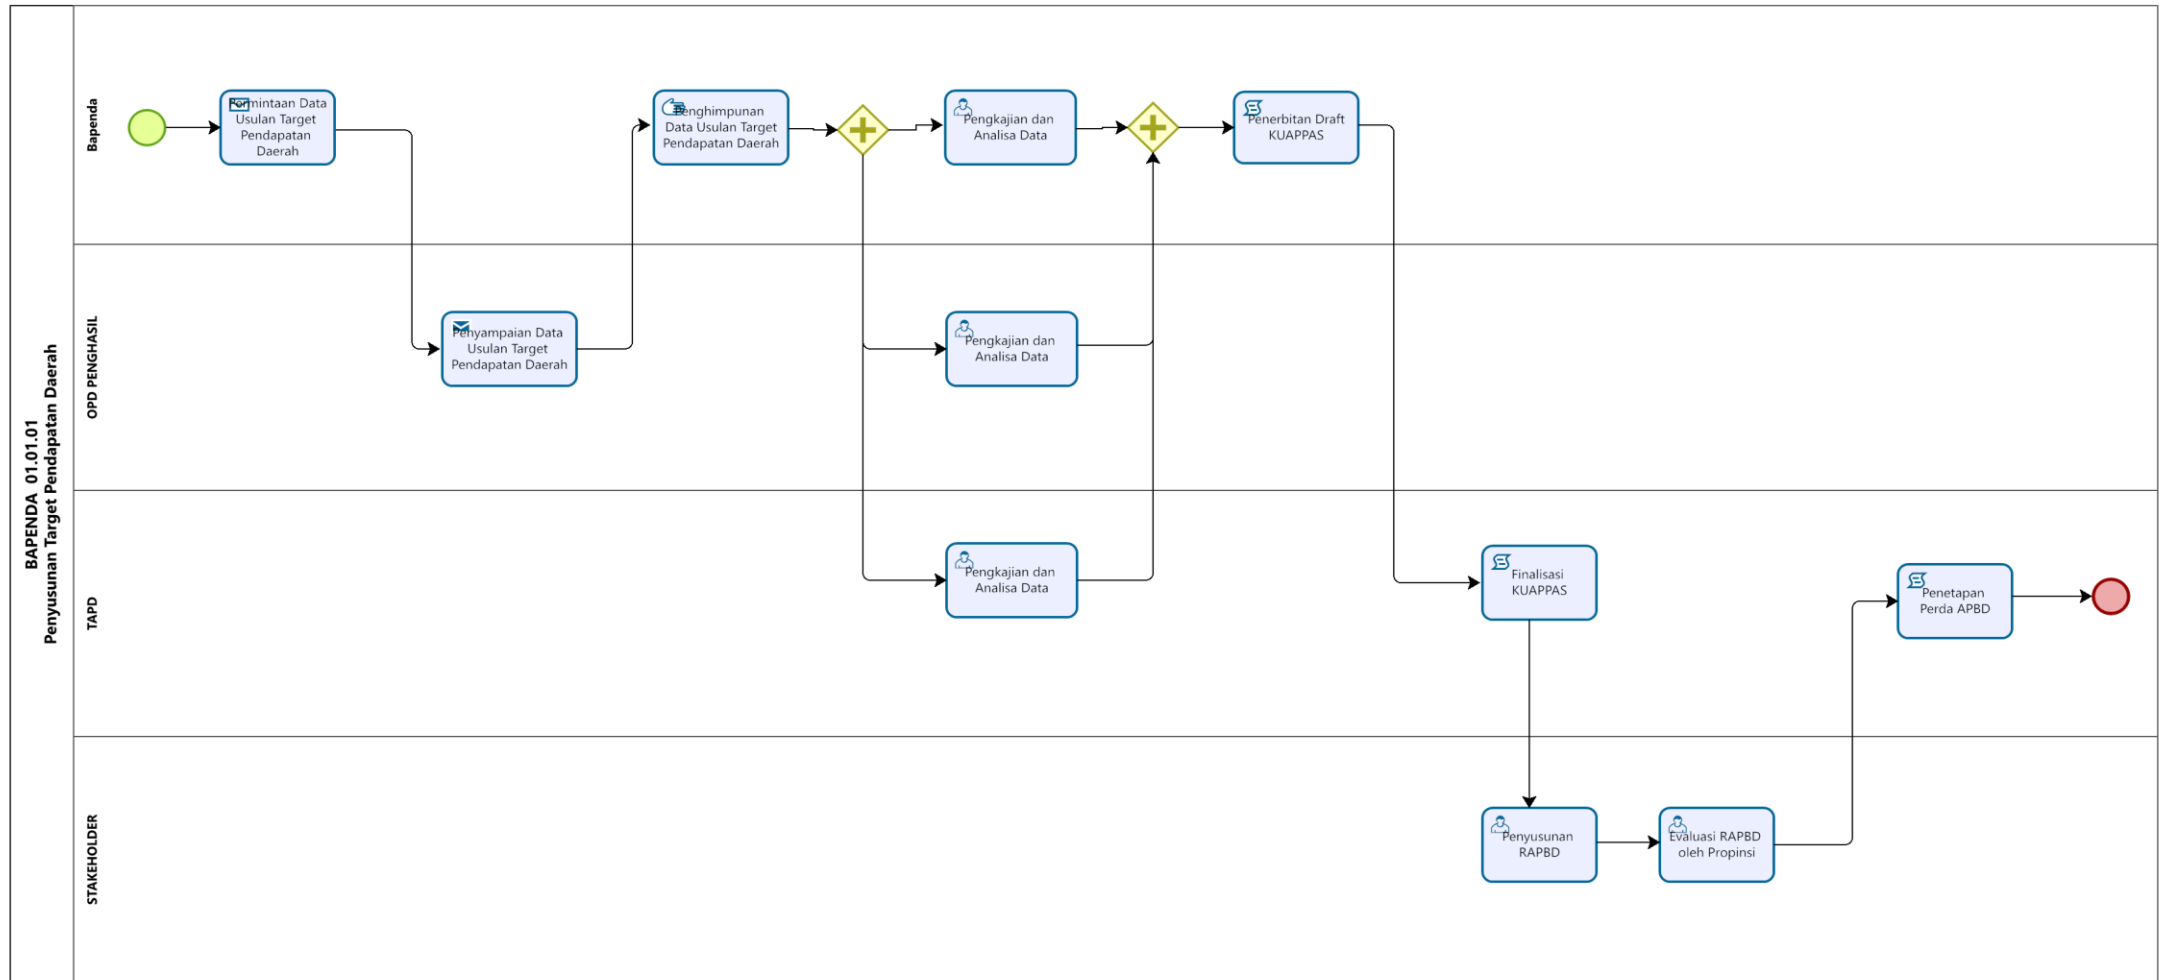 BAPENDA 01.01.01
Penyusunan Target Pendapatan Daerah
Bapenda
Permintaan Data
Usulan Target
Pendapatan
Daerah
Penghimpunan
Data Usulan Target
Pendapatan Daerah
Pengkajian dan
Analisa Data
Penerbitan Draft
KUAPPAS
OPD PENGHASIL
Penyampaian Data
Usulan Target
Pendapatan Daerah
Pengkajian dan
Analisa Data
TAPD
Pengkajian dan
Analisa Data
Finalisasi
KUAPPAS
Penetapan
Perda APBD
STAKEHOLDER
Penyusunan
RAPBD
Evaluasi RAPBD
oleh Propinsi